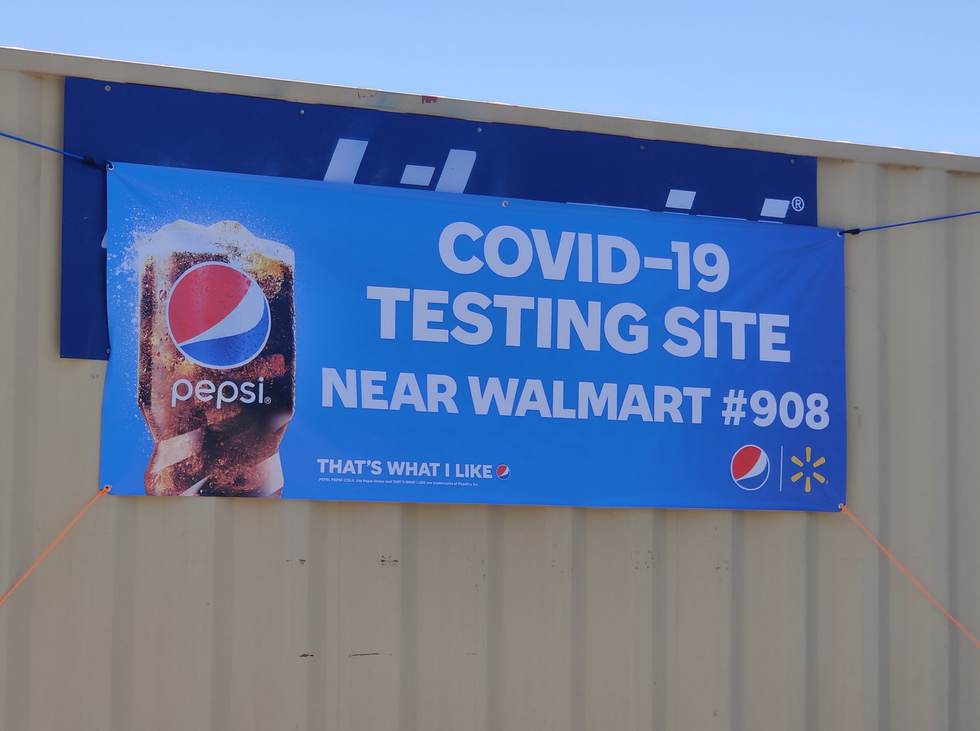 ®
COVID-19
TESTING SITE
NEAR WALMART #908
pepsi®
THAT'S WHAT I LIKE